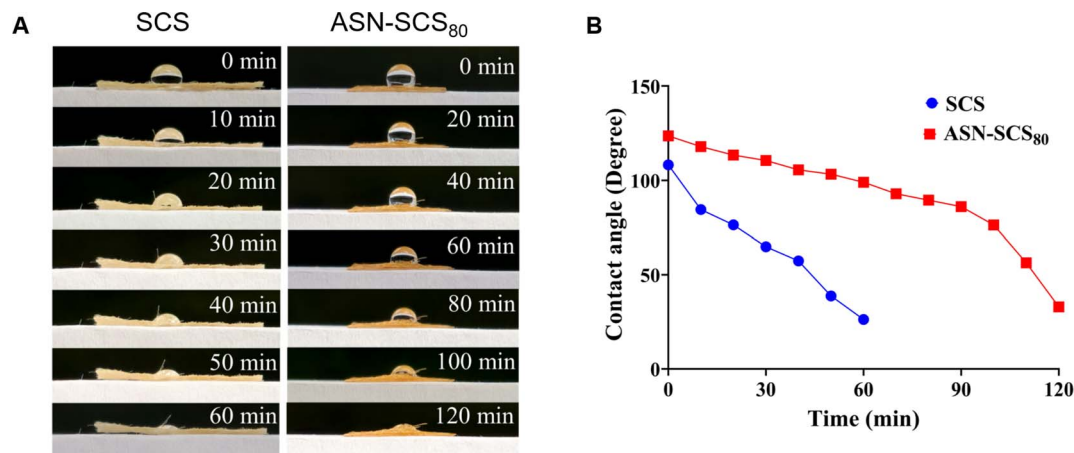 A
SCS
ASN-SCS80
B
0 min
0 min
10 min
20 min
20 min
40 min
30 min
60 min
40 min
80 min
50 min
100 min
60 min
120 min
SCS
ASN-SCS80
Contact angle (Degree)
150
100
50
0
0
30
60
90
120
Time (min)